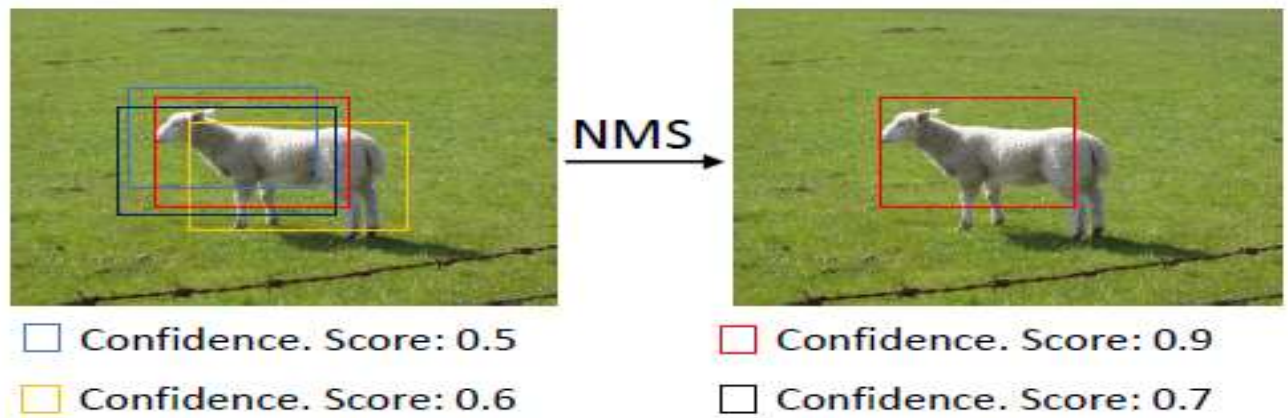 NMS
Confidence. Score: 0.5
Confidence. Score: 0.9
Confidence. Score: 0.6
Confidence. Score: 0.7